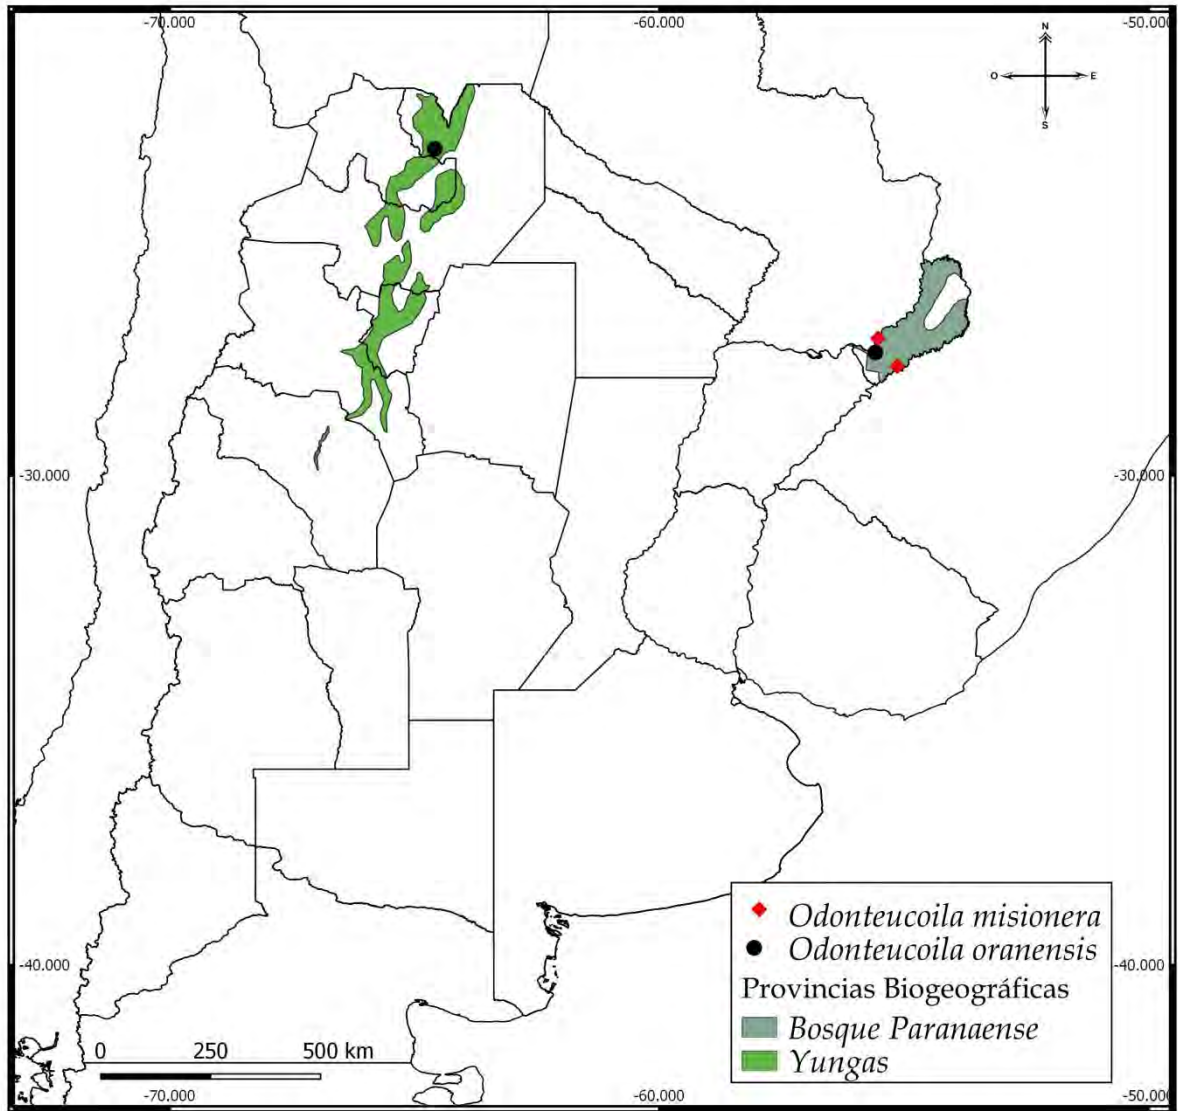 -70.000 -60.000 -50.000
N
O E
S
-30.000 -30.000
Odonteucoila misionera
Odonteucoila oranensis
-40.000 -40.000
Provincias Biogeográficas
Bosque Paranaense
0 250 500 km
Yungas
-70.000 -60.000 -50.000